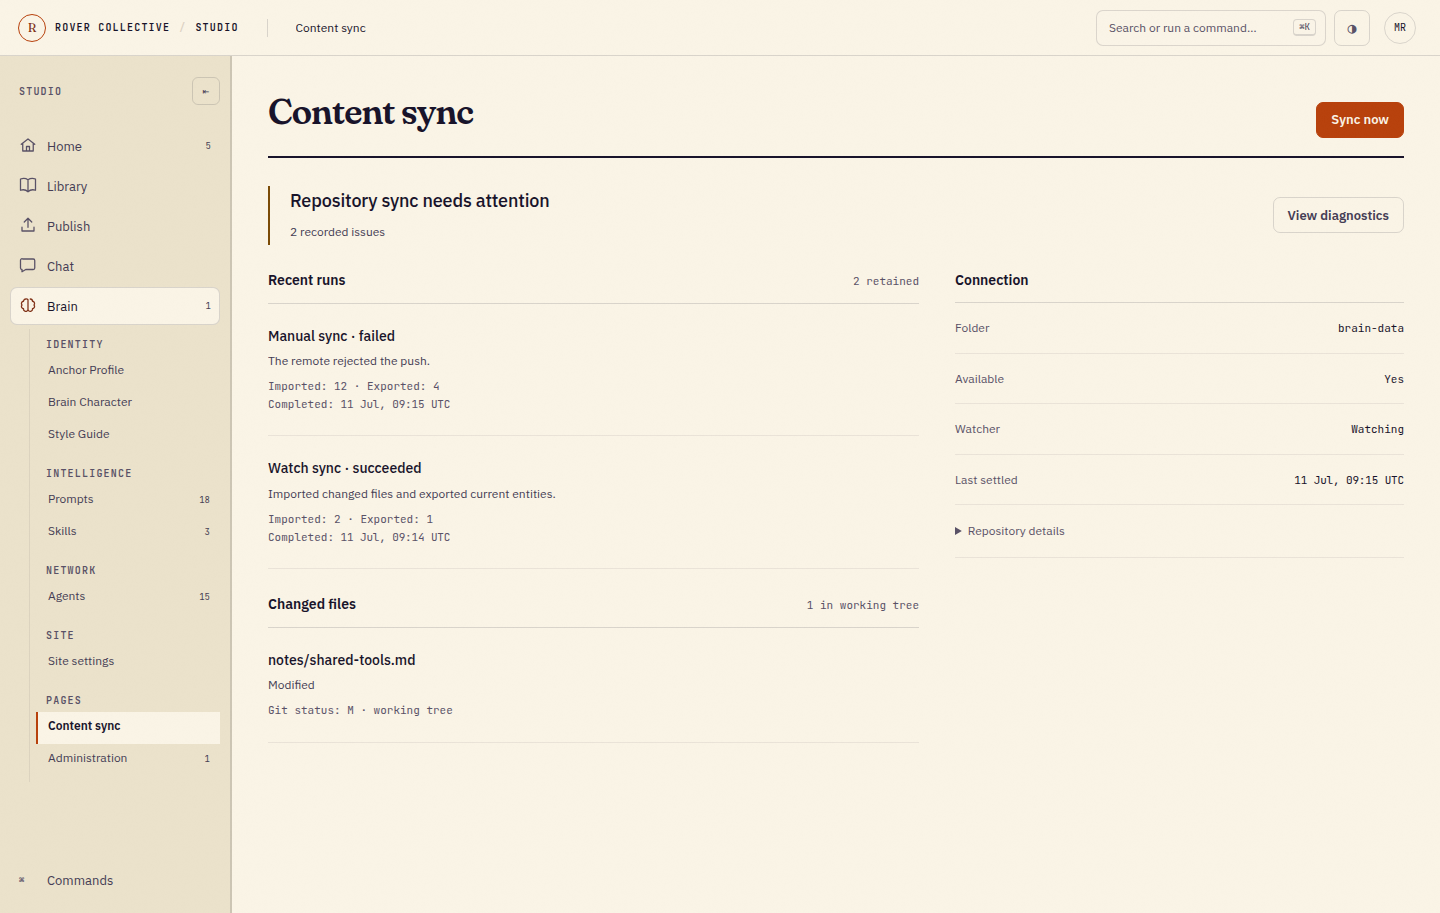 R ROVER COLLECTIVE / STUDIO
Content sync
Search or run a command... ⌘K
MR
STUDIO
Home 5
Library
Publish
Chat
Brain 1
IDENTITY
Anchor Profile
Brain Character
Style Guide
INTELLIGENCE
Prompts 18
Skills 3
NETWORK
Agents 15
SITE
Site settings
PAGES
Content sync
Administration 1
⌘ Commands
Content sync
Sync now
Repository sync needs attention
2 recorded issues
View diagnostics
Recent runs 2 retained
Manual sync · failed
The remote rejected the push.
Imported: 12 · Exported: 4
Completed: 11 Jul, 09:15 UTC
Watch sync · succeeded
Imported changed files and exported current entities.
Imported: 2 · Exported: 1
Completed: 11 Jul, 09:14 UTC
Changed files 1 in working tree
notes/shared-tools.md
Modified
Git status: M · working tree
Connection
Folder brain-data
Available Yes
Watcher Watching
Last settled 11 Jul, 09:15 UTC
Repository details